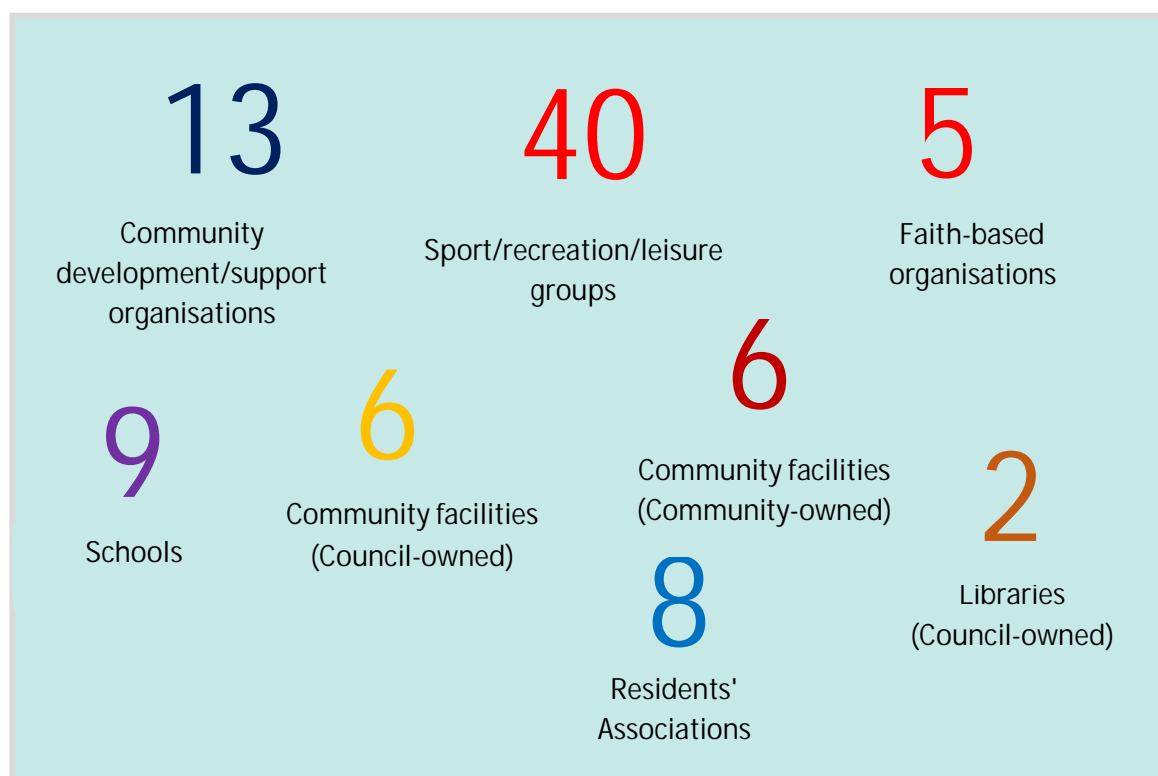 13
Community
development/support
organisations
40
Sport/recreation/leisure
groups
5
Faith-based
organisations
9
Schools
6
Community facilities
(Council-owned)
6
Community facilities
(Community-owned)
2
Libraries
(Council-owned)
8
Residents'
Associations